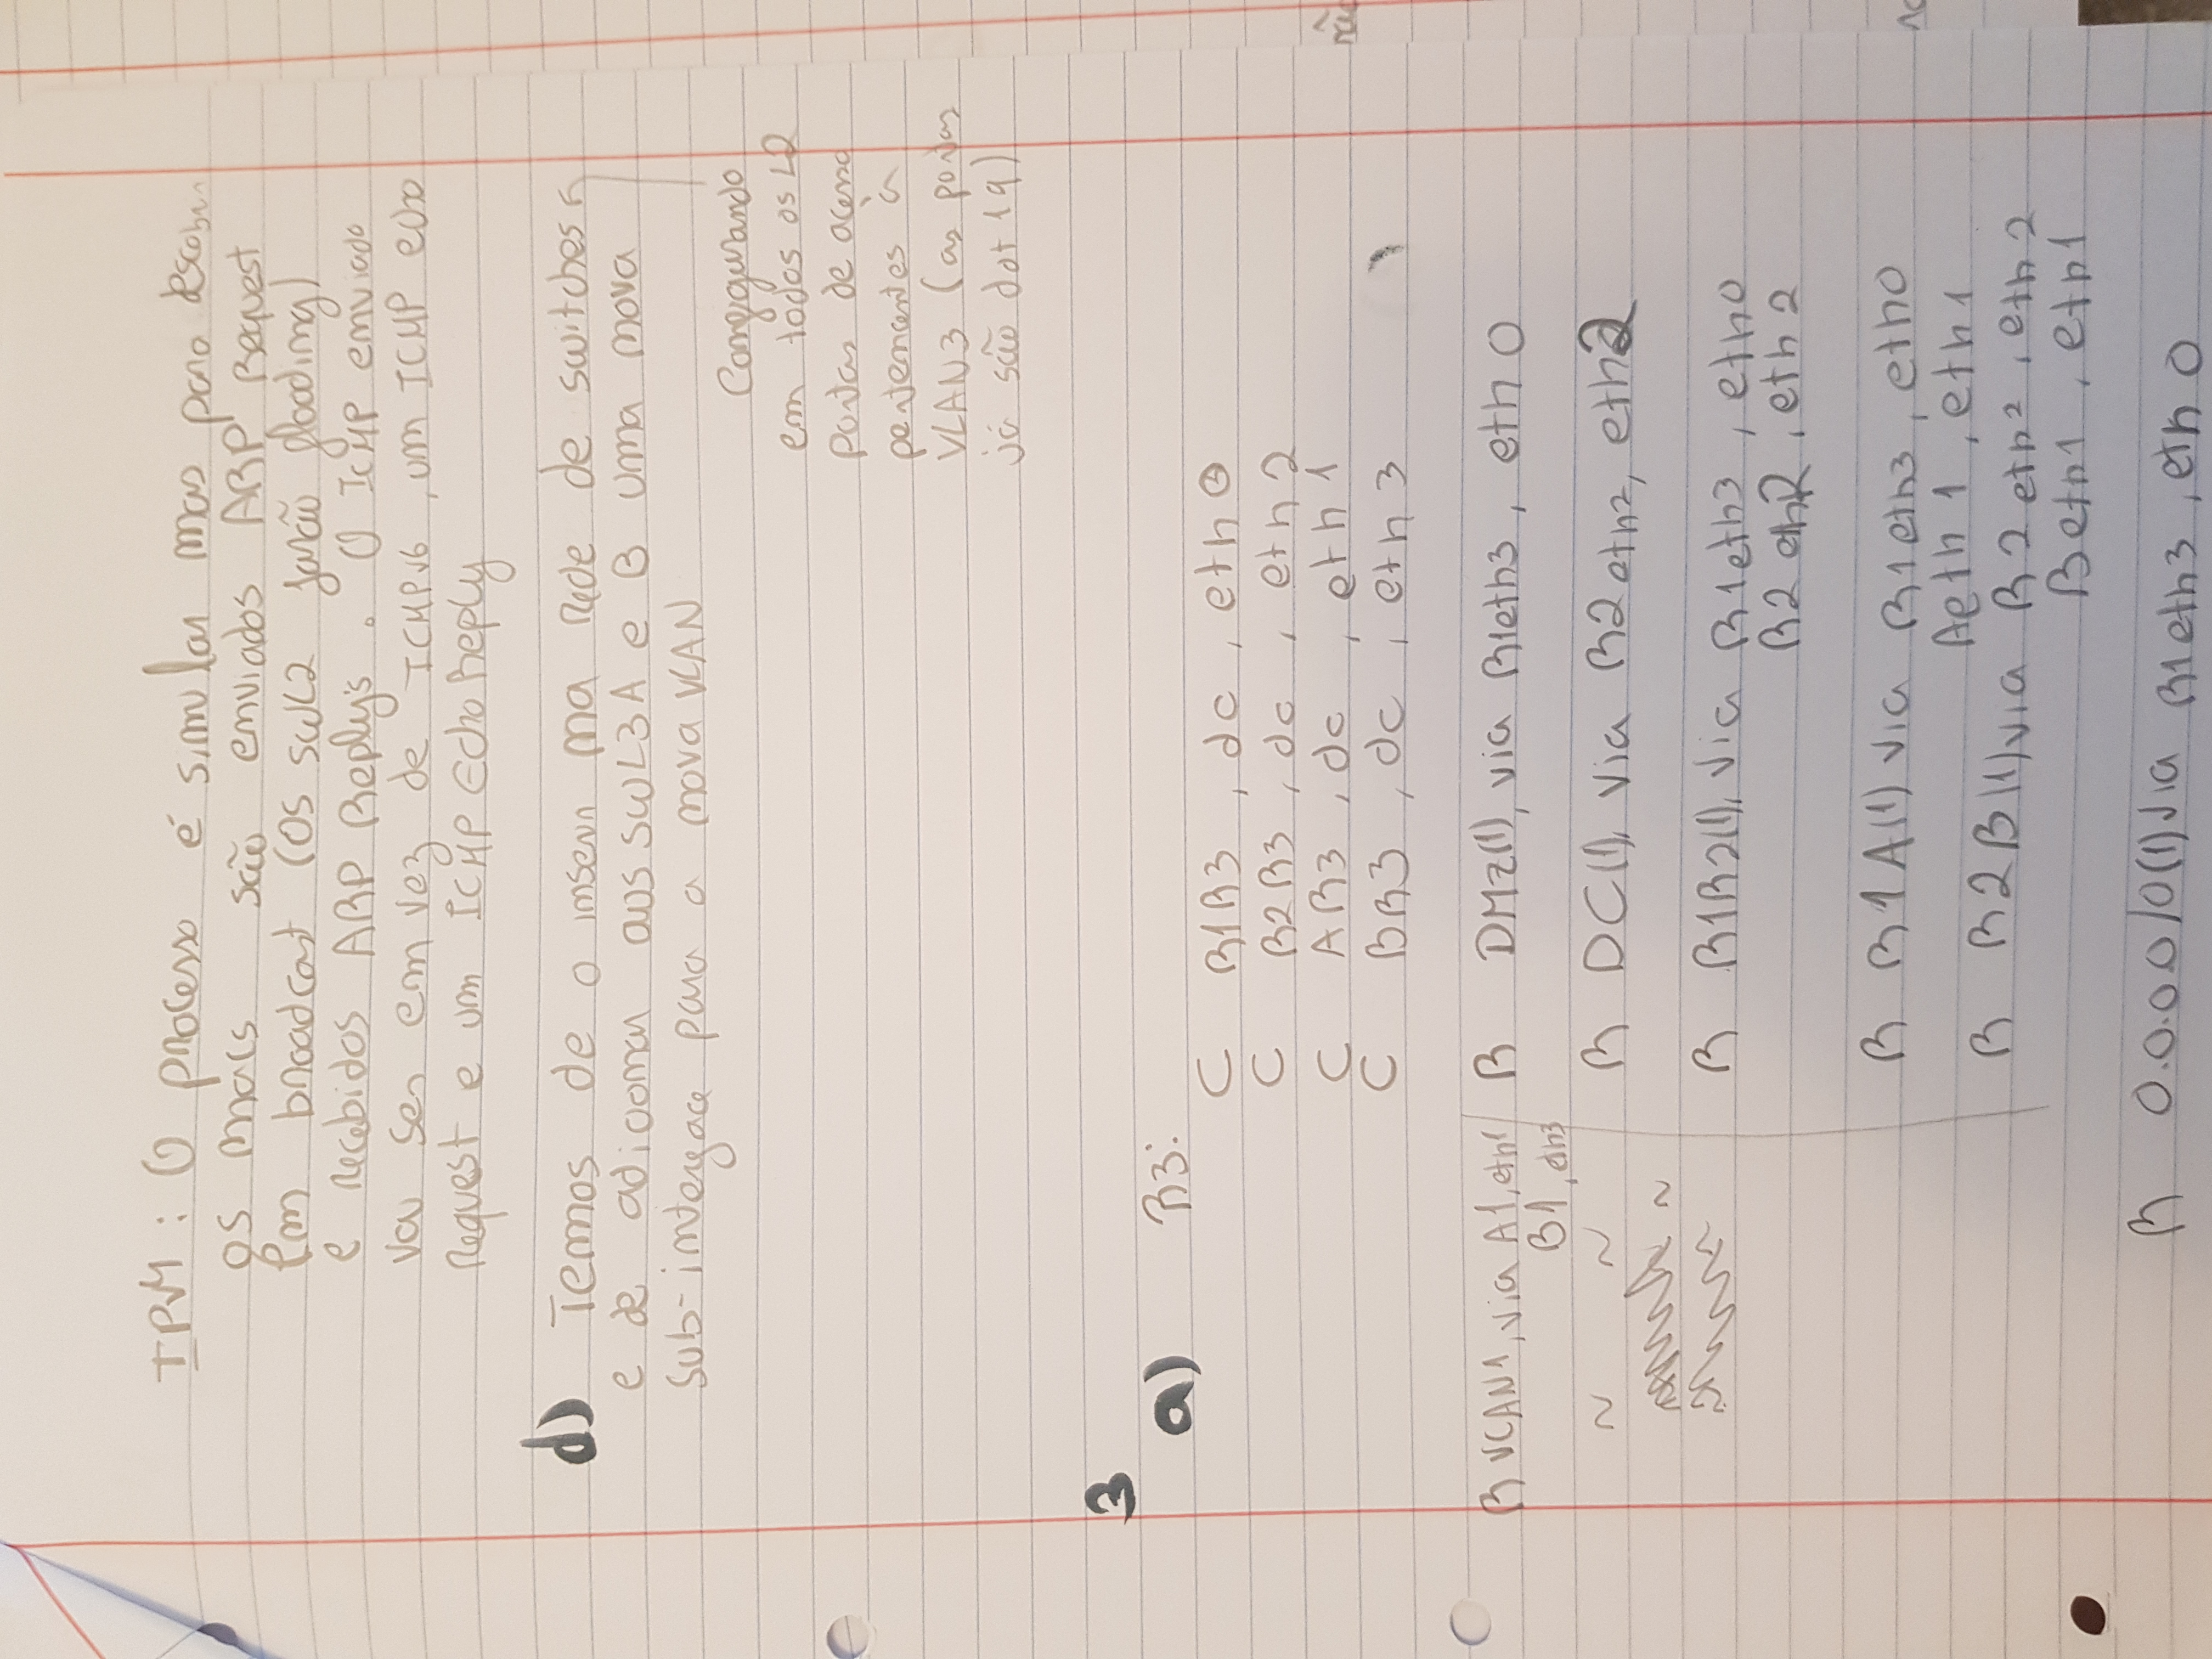 IPv4 : O processo é similar mas para descobrir
os macs são enviados ARP Request
Em broadcast (os swL2 farão flooding)
e recebidos ARP Reply's . O ICMP enviado
vai ser em vez de ICMPv6 , um ICMP echo
Request e um ICMP Echo Reply
d) Temos de o inserir na rede de switches
e de adicionar aos SWL3 A e B uma nova
sub-interface para a nova VLAN
Configurando
em todos os L2
portas de acesso
pertencentes à
VLAN3 (as portas
já são dot1q)
3
a) R3:
C R1R3 , dc , eth 0
C R2R3 , dc , eth 2
C AR3 , dc , eth 1
C BR3 , dc , eth 3
R VLAN1, via A1, eth1
B1, eth3
~ ~
~
R DMZ(1), via R1eth3, eth 0
R DC(1), via R2eth2, eth2
R R1R2(1), via R1eth3 , eth0
R2 eth2 , eth 2
R R1A(1) via R1eth3 , eth0
Aeth 1 , eth 1
R R2B(1) via R2eth2 , eth 2
Beth1 , eth1
R 0.0.0.0/0(1) via R1eth3 , eth 0